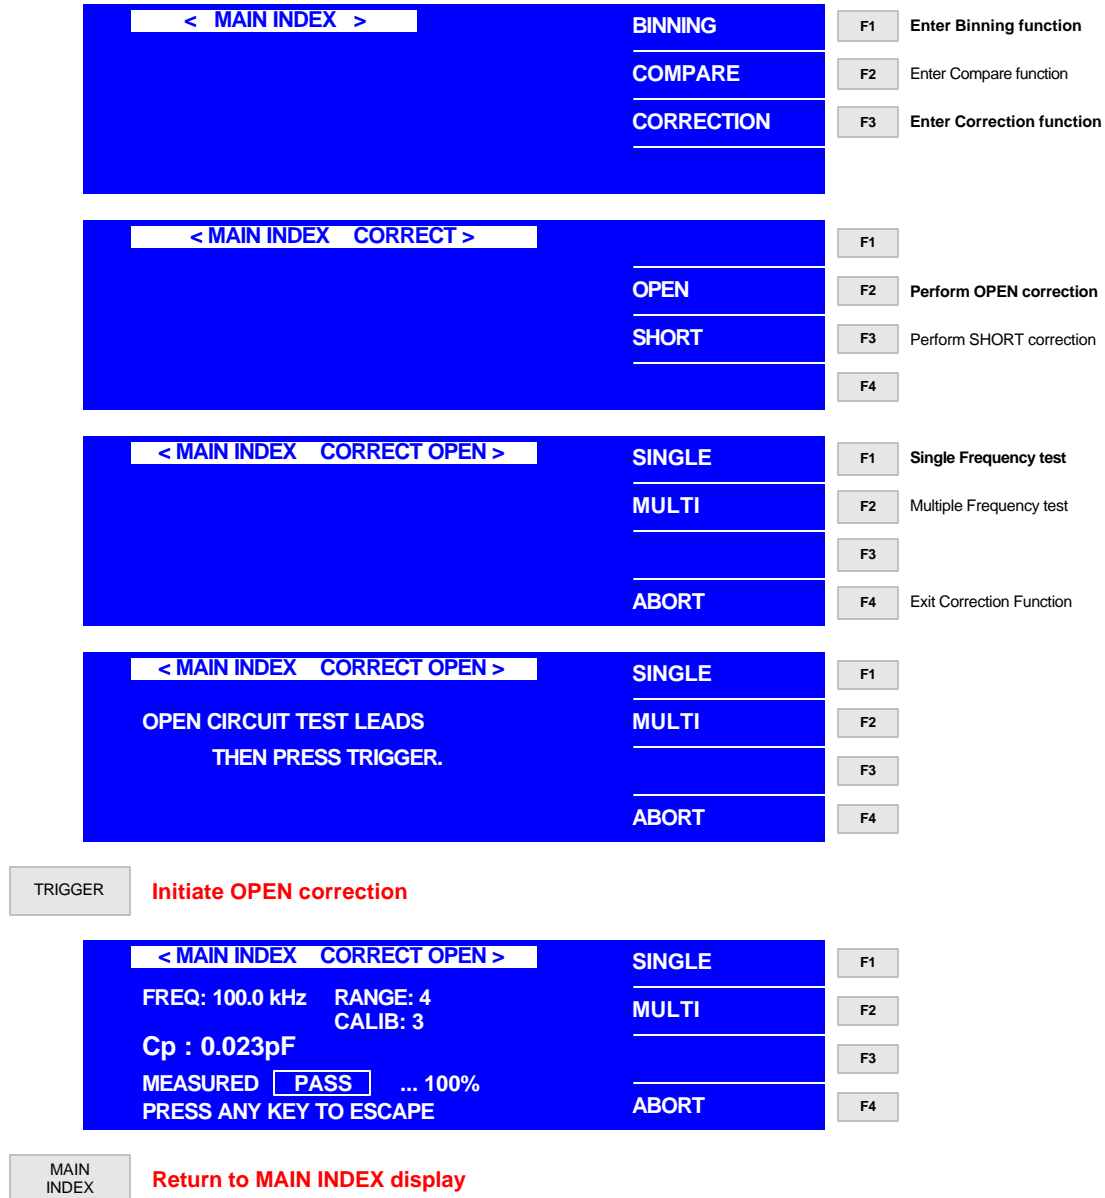 < MAIN INDEX >
BINNING F1 Enter Binning function
COMPARE F2 Enter Compare function
CORRECTION F3 Enter Correction function
< MAIN INDEX CORRECT >
F1
OPEN F2 Perform OPEN correction
SHORT F3 Perform SHORT correction
F4
< MAIN INDEX CORRECT OPEN >
SINGLE F1 Single Frequency test
MULTI F2 Multiple Frequency test
F3
ABORT F4 Exit Correction Function
< MAIN INDEX CORRECT OPEN >
SINGLE F1
OPEN CIRCUIT TEST LEADS MULTI F2
THEN PRESS TRIGGER.
F3
ABORT F4
TRIGGER Initiate OPEN correction
< MAIN INDEX CORRECT OPEN >
SINGLE F1
FREQ: 100.0 kHz RANGE: 4
MULTI F2
CALIB: 3
Cp : 0.023pF
F3
MEASURED PASS ... 100%
PRESS ANY KEY TO ESCAPE
ABORT F4
MAIN
INDEX
Return to MAIN INDEX display